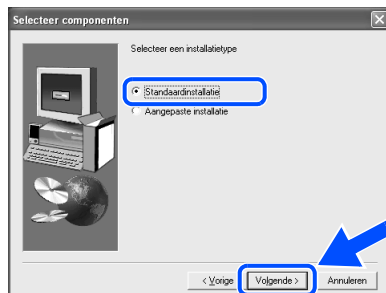 Selecteer componenten
Selecteer een installatietype
Standaardinstallatie
Aangepaste installatie
< Vorige
Volgende >
Annuleren